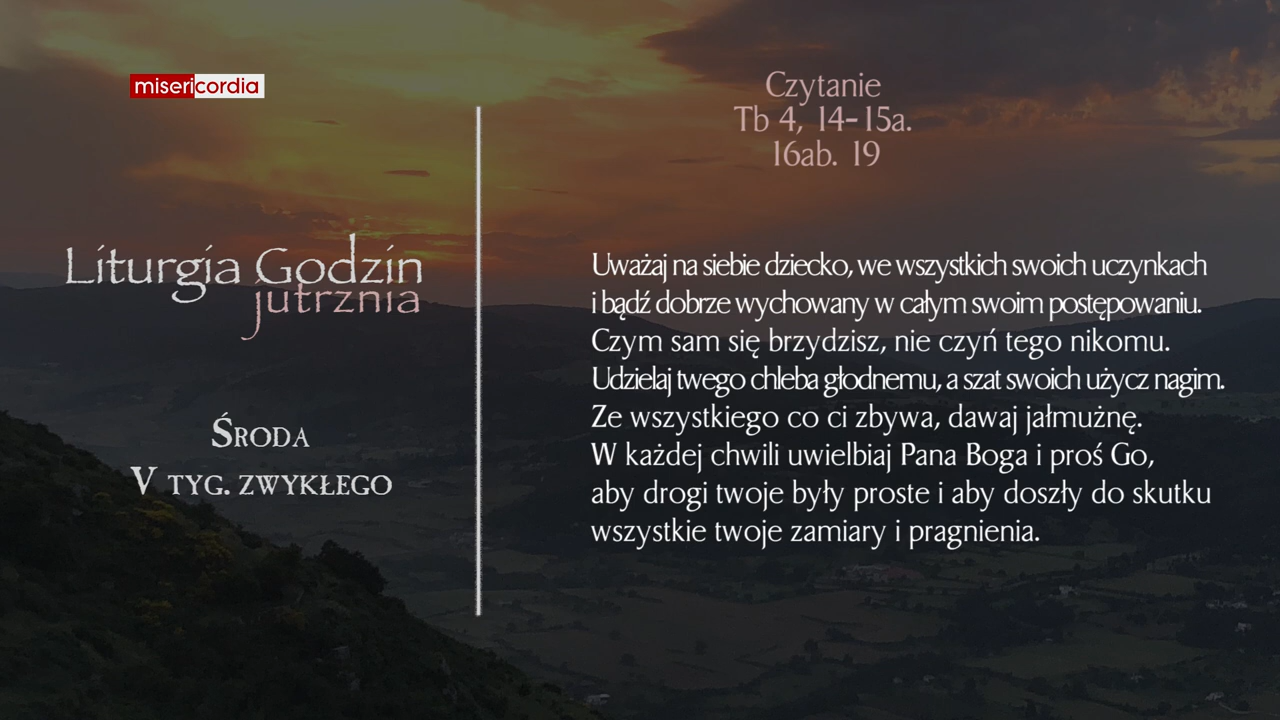 misericordia
Liturgia Godzin
jutrznia
Środa
V tyg. zwykłego
Czytanie
Tb 4, 14-15a.
16ab. 19
Uważaj na siebie dziecko, we wszystkich swoich uczynkach
i bądź dobrze wychowany w całym swoim postępowaniu.
Czym sam się brzydzisz, nie czyń tego nikomu.
Udzielaj twego chleba głodnemu, a szat swoich użycz nagim.
Ze wszystkiego co ci zbywa, dawaj jałmużnę.
W każdej chwili uwielbiaj Pana Boga i proś Go,
aby drogi twoje były proste i aby doszły do skutku
wszystkie twoje zamiary i pragnienia.